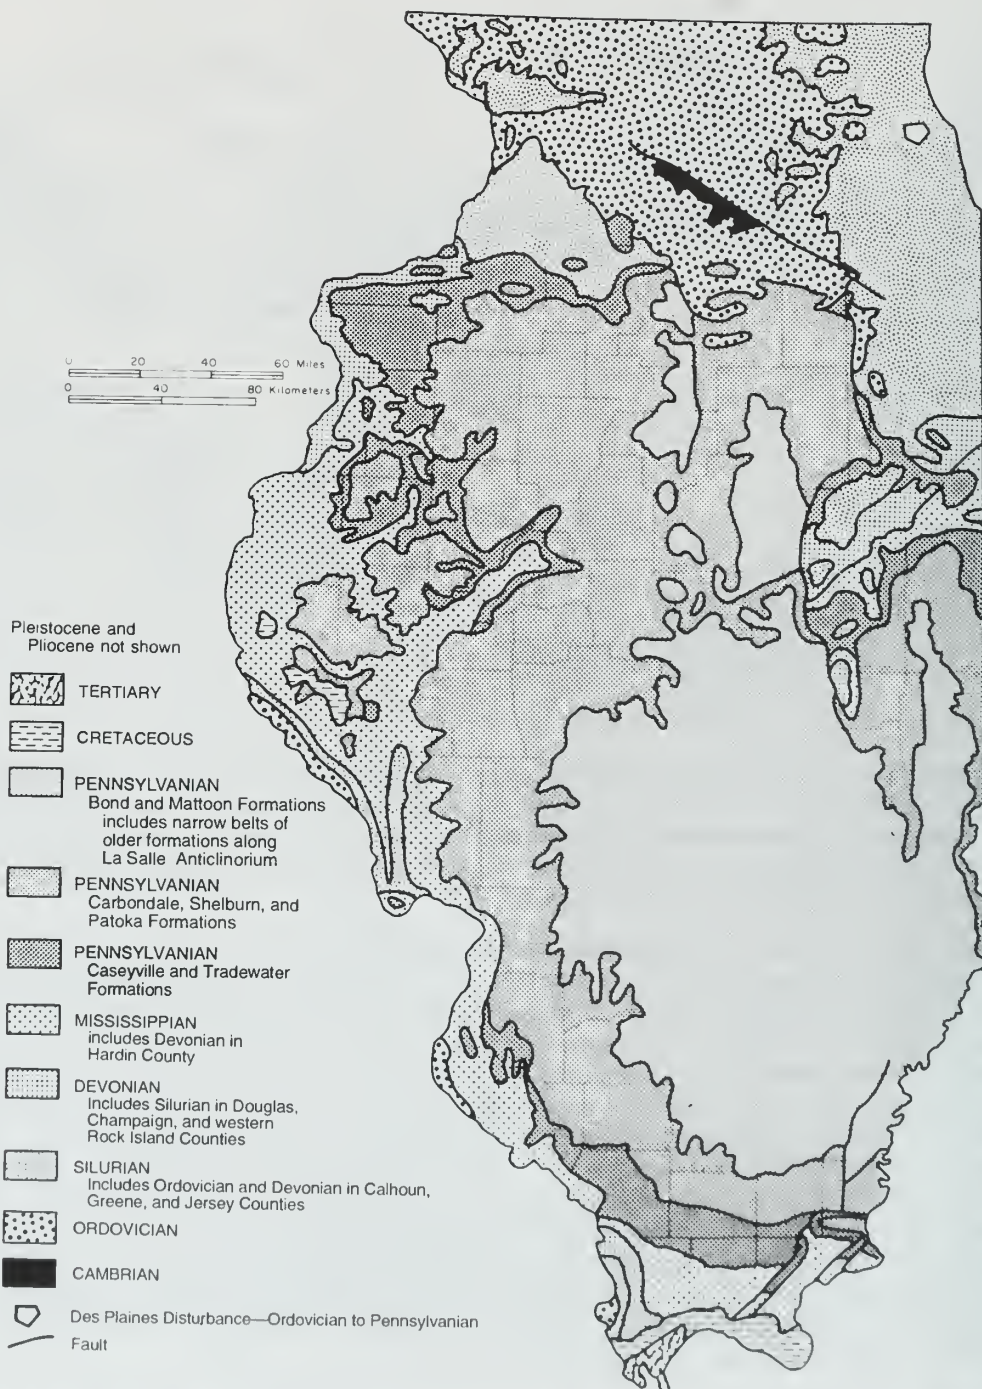 0 20 40 60 Miles
0 40 80 Kilometers
Pleistocene and
Pliocene not shown
TERTIARY
CRETACEOUS
PENNSYLVANIAN
Bond and Mattoon Formations
includes narrow belts of
older formations along
La Salle Anticlinorium
PENNSYLVANIAN
Carbondale, Shelburn, and
Patoka Formations
PENNSYLVANIAN
Caseyville and Tradewater
Formations
MISSISSIPPIAN
includes Devonian in
Hardin County
DEVONIAN
Includes Silurian in Douglas,
Champaign, and western
Rock Island Counties
SILURIAN
Includes Ordovician and Devonian in Calhoun,
Greene, and Jersey Counties
ORDOVICIAN
CAMBRIAN
Des Plaines Disturbance—Ordovician to Pennsylvanian
Fault